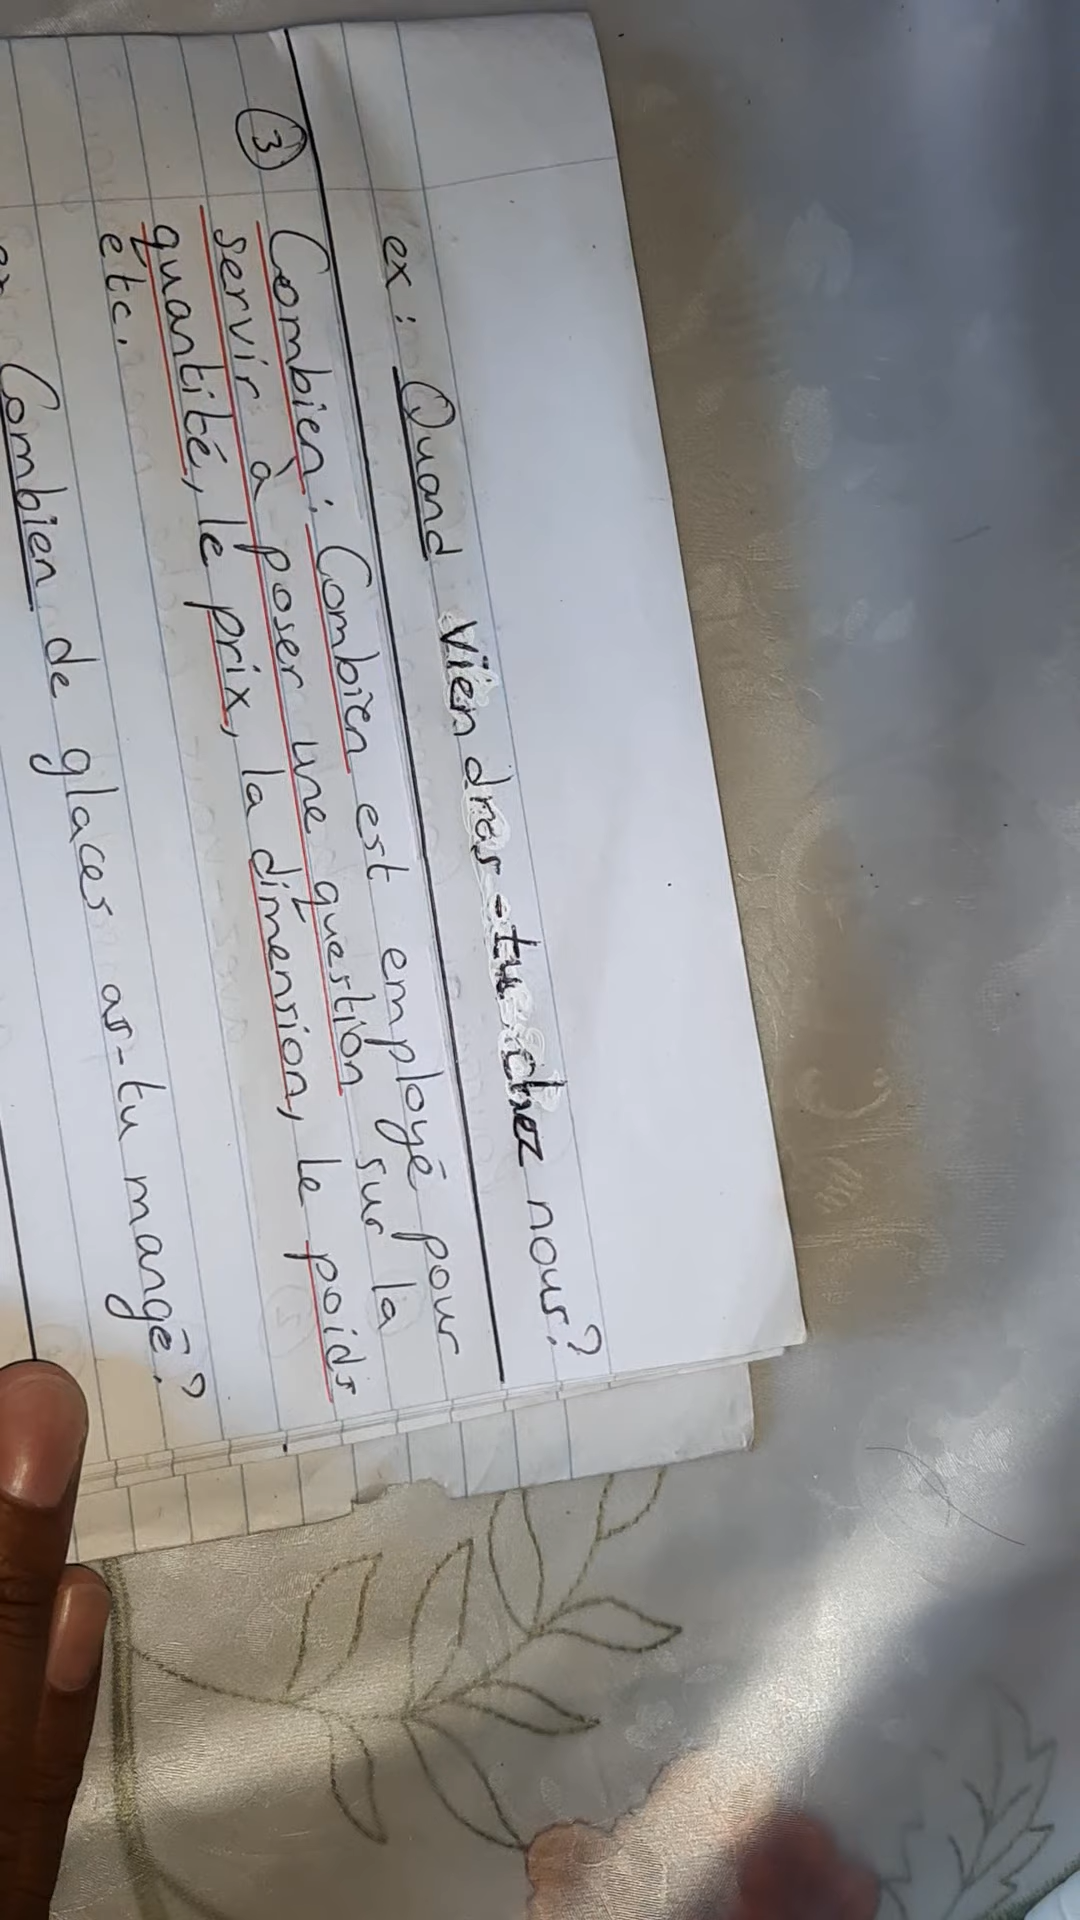 ex : Quand viendras-tu chez nous ?
③ Combien : Combien est employé pour
servir à poser une question sur la
quantité, le prix, la dimension, le poids
etc.
ex Combien de glaces as-tu mangé ?